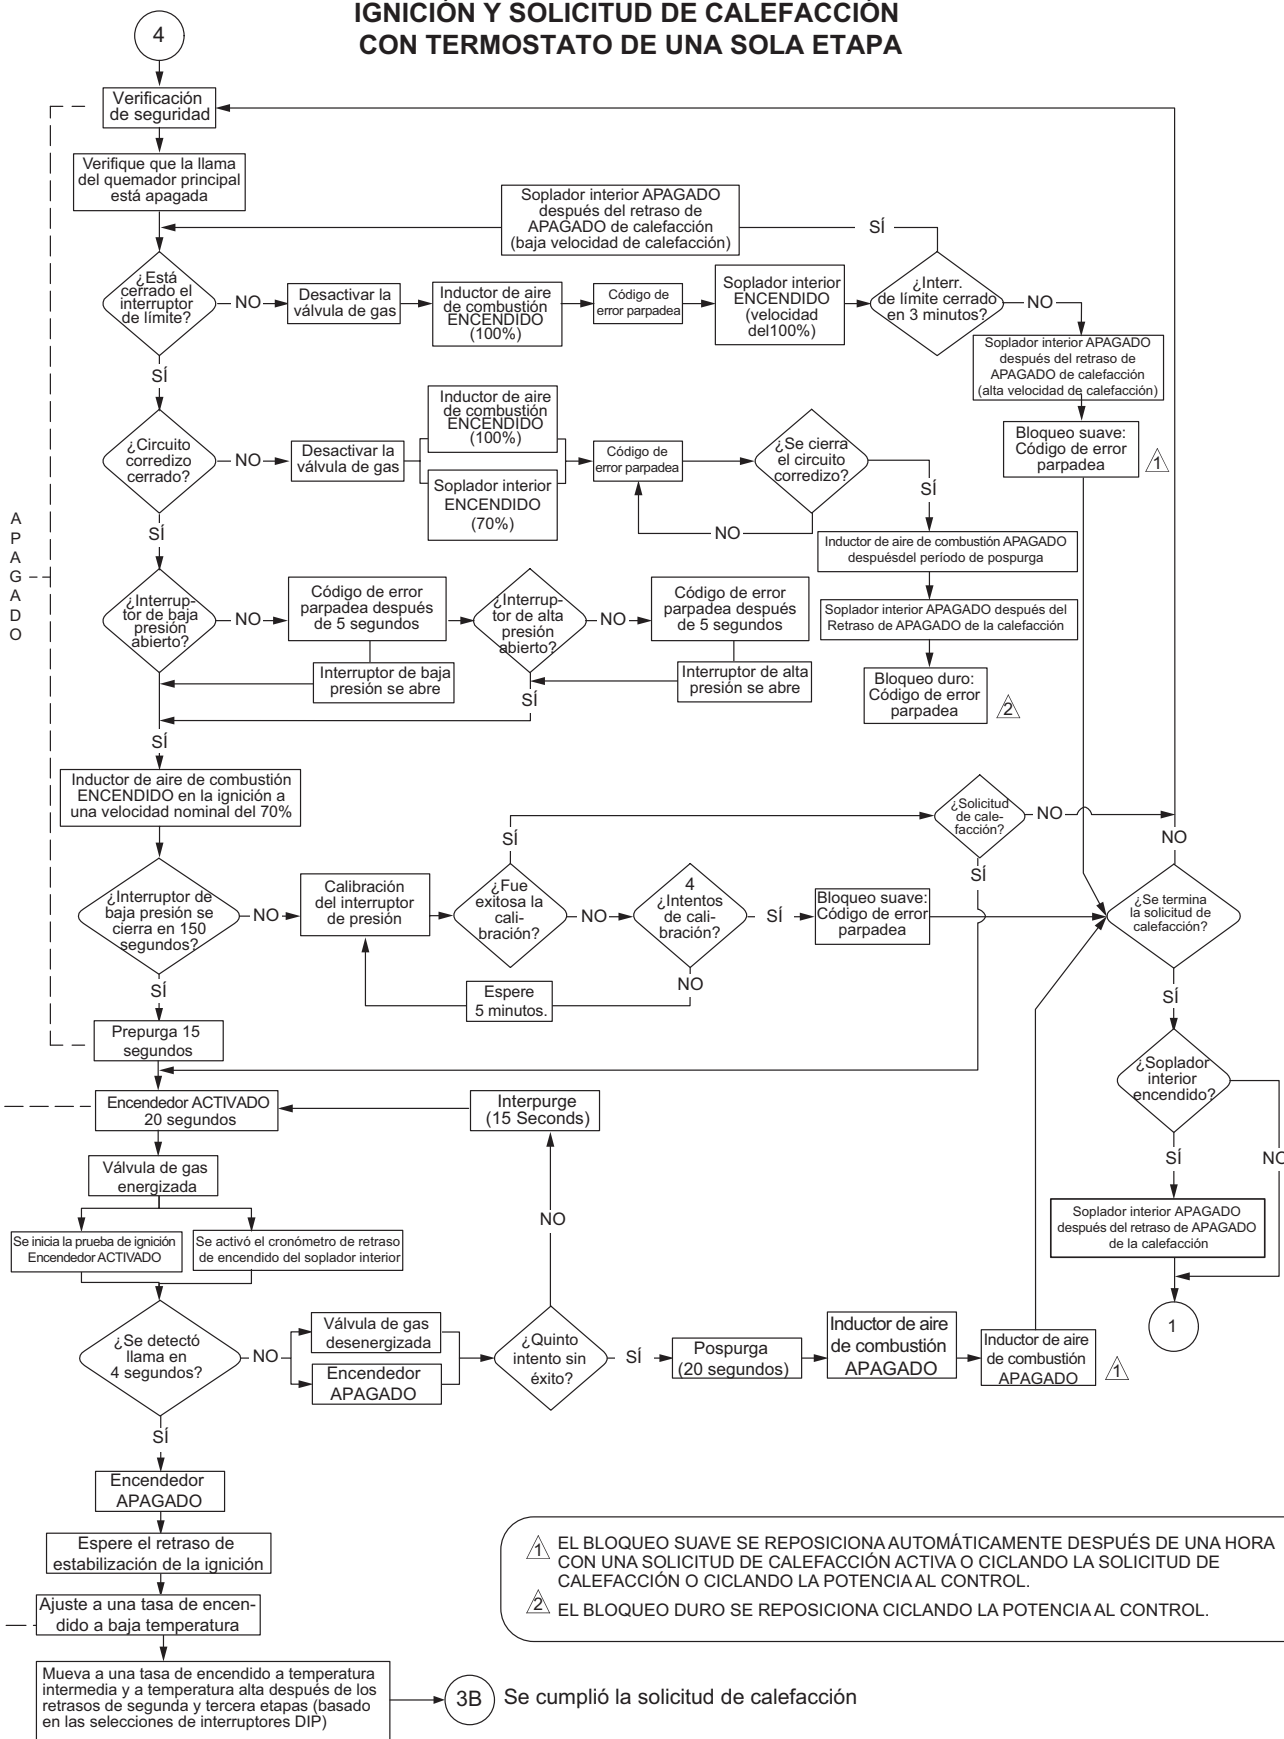 IGNICIÓN Y SOLICITUD DE CALEFACCIÓN
CON TERMOSTATO DE UNA SOLA ETAPA
4
Verificación
de seguridad
Verifique que la llama
del quemador principal
está apagada
Soplador interior APAGADO
después del retraso de
APAGADO de calefacción
(baja velocidad de calefacción)
SÍ
¿Está
cerrado el
interruptor
de límite?
NO
Desactivar la
válvula de gas
Inductor de aire
de combustión
ENCENDIDO
(100%)
Código de
error parpadea
Soplador interior
ENCENDIDO
(velocidad
del100%)
¿Interr.
de límite cerrado
en 3 minutos?
NO
Soplador interior APAGADO
después del retraso de
APAGADO de calefacción
(alta velocidad de calefacción)
Bloqueo suave:
Código de error
parpadea
1
SÍ
¿Circuito
corredizo
cerrado?
NO
Desactivar la
válvula de gas
Inductor de aire
de combustión
ENCENDIDO
(100%)
Soplador interior
ENCENDIDO
(70%)
Código de
error parpadea
¿Se cierra
el circuito
corredizo?
NO
SÍ
Inductor de aire de combustión APAGADO
despuésdel período de pospurga
Soplador interior APAGADO después del
Retraso de APAGADO de la calefacción
Bloqueo duro:
Código de error
parpadea
2
A
P
A
G
A
D
O
SÍ
¿Interrup-
tor de baja
presión
abierto?
NO
Código de error
parpadea después
de 5 segundos
Interruptor de baja
presión se abre
¿Interrup-
tor de alta
presión
abierto?
NO
Código de error
parpadea después
de 5 segundos
Interruptor de alta
presión se abre
SÍ
SÍ
Inductor de aire de combustión
ENCENDIDO en la ignición a
una velocidad nominal del 70%
¿Interruptor de
baja presión se
cierra en 150
segundos?
NO
Calibración
del interruptor
de presión
¿Fue
exitosa la
cali-
bración?
SÍ
NO
4
¿Intentos
de cali-
bración?
SÍ
NO
Espere
5 minutos.
Bloqueo suave:
Código de error
parpadea
¿Solicitud
de cale-
facción?
NO
SÍ
NO
¿Se termina
la solicitud de
calefacción?
SÍ
¿Soplador
interior
encendido?
SÍ
NO
Soplador interior APAGADO
después del retraso de APAGADO
de la calefacción
1
SÍ
Prepurga 15
segundos
Encendedor ACTIVADO
20 segundos
Interpurge
(15 Seconds)
Válvula de gas
energizada
Se inicia la prueba de ignición
Encendedor ACTIVADO
Se activó el cronómetro de retraso
de encendido del soplador interior
NO
¿Se detectó
llama en
4 segundos?
NO
Válvula de gas
desenergizada
Encendedor
APAGADO
¿Quinto
intento sin
éxito?
SÍ
Pospurga
(20 segundos)
Inductor de aire
de combustión
APAGADO
Inductor de aire
de combustión
APAGADO
1
SÍ
Encendedor
APAGADO
Espere el retraso de
estabilización de la ignición
Ajuste a una tasa de encen-
dido a baja temperatura
Mueva a una tasa de encendido a temperatura
intermedia y a temperatura alta después de los
retrasos de segunda y tercera etapas (basado
en las selecciones de interruptores DIP)
3B
Se cumplió la solicitud de calefacción
1 EL BLOQUEO SUAVE SE REPOSICIONA AUTOMÁTICAMENTE DESPUÉS DE UNA HORA
CON UNA SOLICITUD DE CALEFACCIÓN ACTIVA O CICLANDO LA SOLICITUD DE
CALEFACCIÓN O CICLANDO LA POTENCIA AL CONTROL.
2 EL BLOQUEO DURO SE REPOSICIONA CICLANDO LA POTENCIA AL CONTROL.